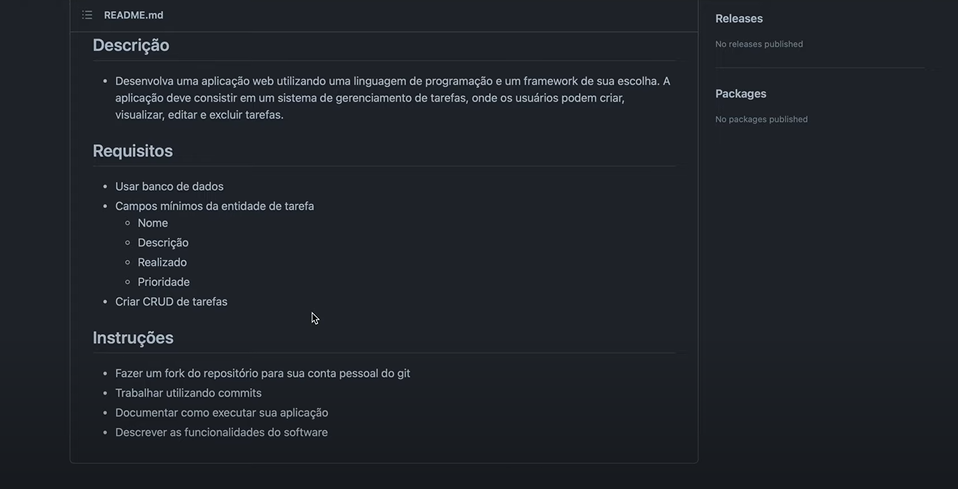 README.md
Descrição
Desenvolva uma aplicação web utilizando uma linguagem de programação e um framework de sua escolha. A
aplicação deve consistir em um sistema de gerenciamento de tarefas, onde os usuários podem criar,
visualizar, editar e excluir tarefas.
Requisitos
Usar banco de dados
Campos mínimos da entidade de tarefa
Nome
Descrição
Realizado
Prioridade
Criar CRUD de tarefas
Instruções
Fazer um fork do repositório para sua conta pessoal do git
Trabalhar utilizando commits
Documentar como executar sua aplicação
Descrever as funcionalidades do software
Releases
No releases published
Packages
No packages published